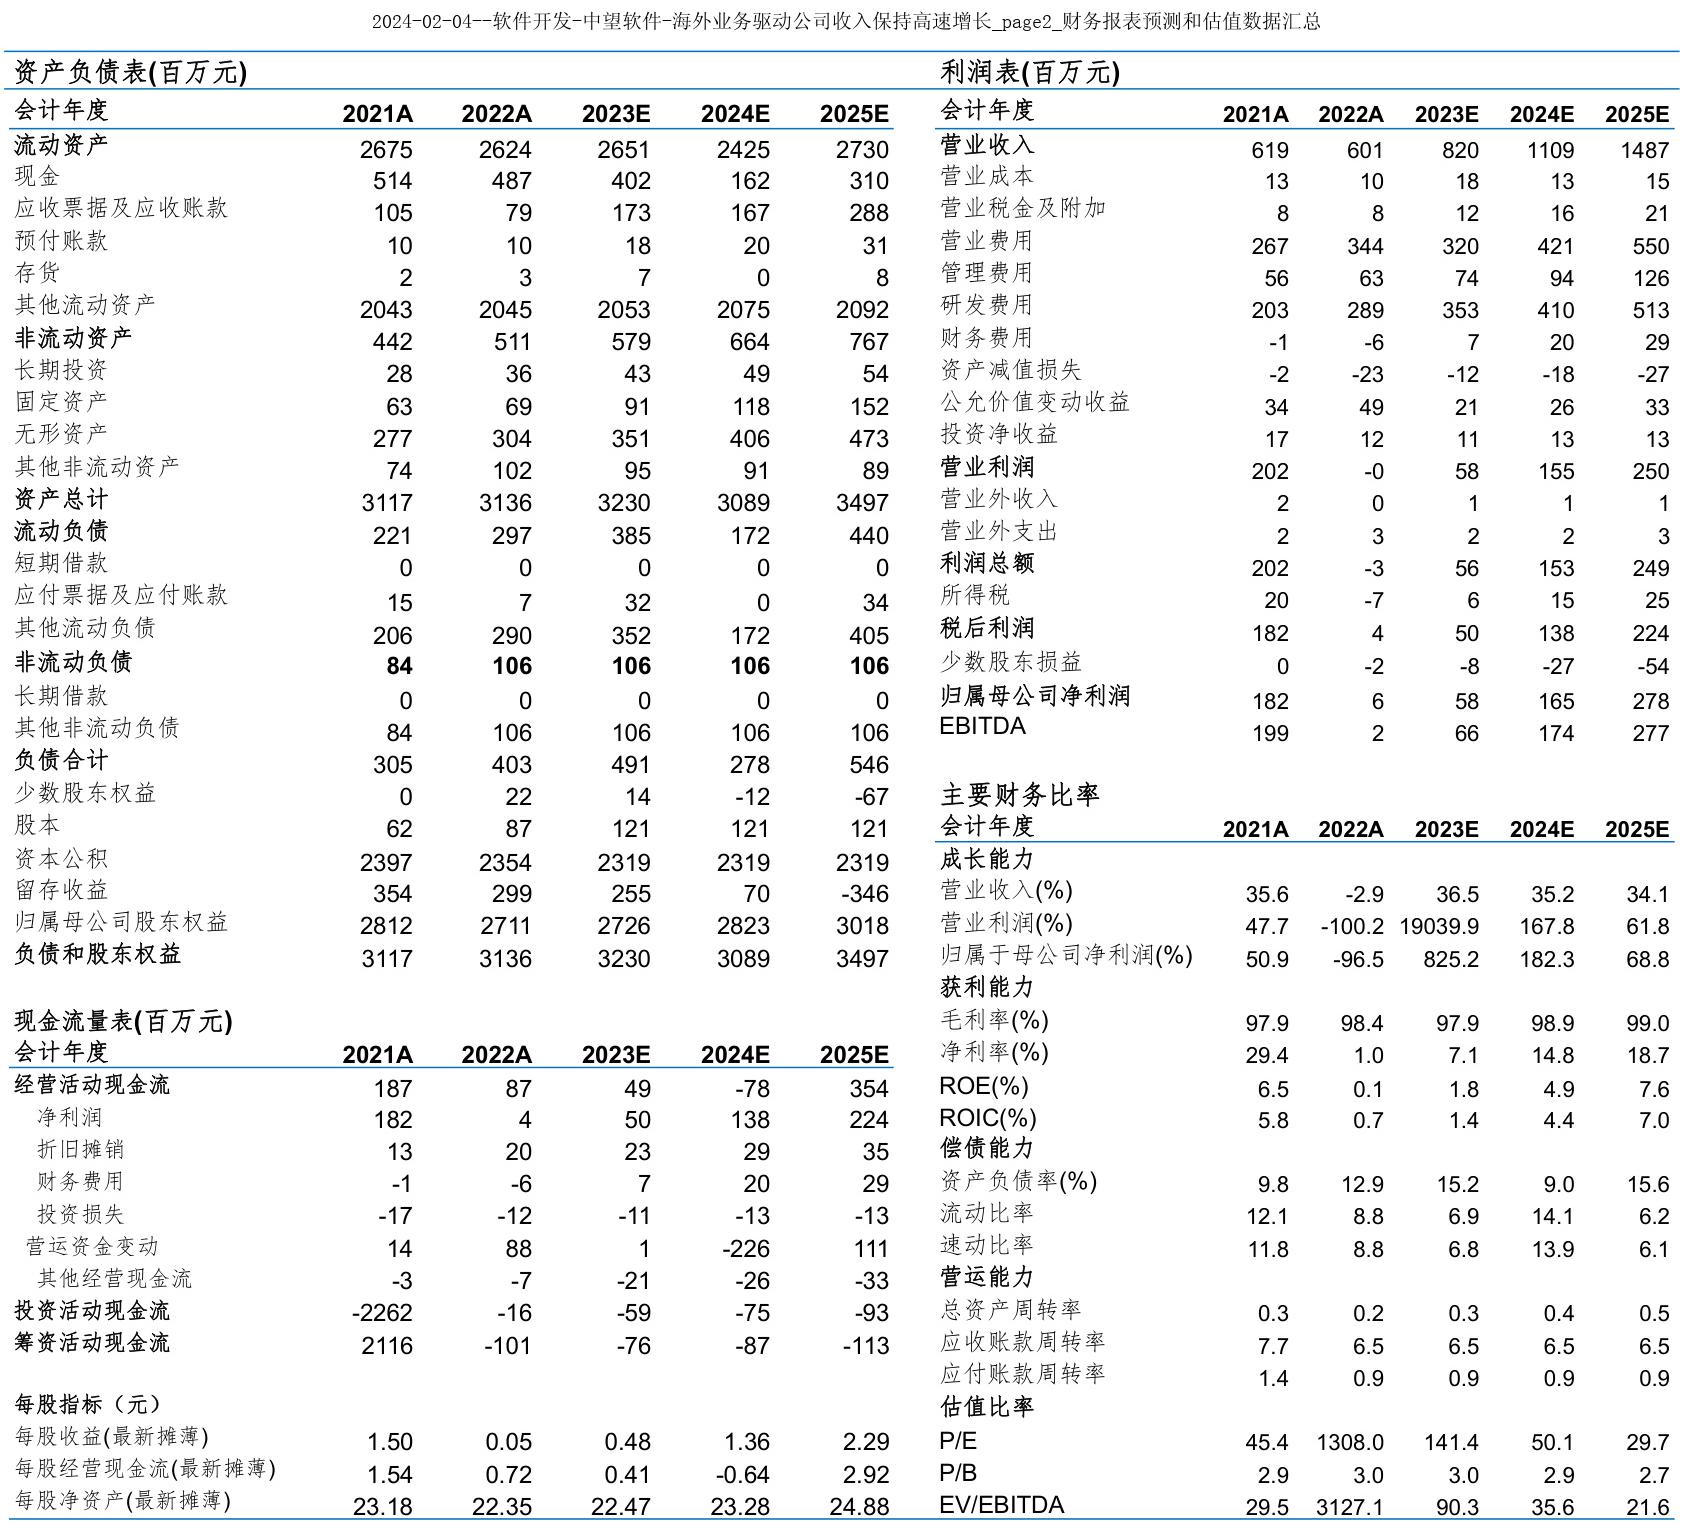 2024-02-04--软件开发-中望软件-海外业务驱动公司收入保持高速增长_page2_财务报表预测和估值数据汇总
资产负债表(百万元)
会计年度 2021A 2022A 2023E 2024E 2025E
流动资产 2675 2624 2651 2425 2730
现金 514 487 402 162 310
应收票据及应收账款 105 79 173 167 288
预付账款 10 10 18 20 31
存货 2 3 7 0 8
其他流动资产 2043 2045 2053 2075 2092
非流动资产 442 511 579 664 767
长期投资 28 36 43 49 54
固定资产 63 69 91 118 152
无形资产 277 304 351 406 473
其他非流动资产 74 102 95 91 89
资产总计 3117 3136 3230 3089 3497
流动负债 221 297 385 172 440
短期借款 0 0 0 0 0
应付票据及应付账款 15 7 32 0 34
其他流动负债 206 290 352 172 405
非流动负债 84 106 106 106 106
长期借款 0 0 0 0 0
其他非流动负债 84 106 106 106 106
负债合计 305 403 491 278 546
少数股东权益 0 22 14 -12 -67
股本 62 87 121 121 121
资本公积 2397 2354 2319 2319 2319
留存收益 354 299 255 70 -346
归属母公司股东权益 2812 2711 2726 2823 3018
负债和股东权益 3117 3136 3230 3089 3497
现金流量表(百万元)
会计年度 2021A 2022A 2023E 2024E 2025E
经营活动现金流 187 87 49 -78 354
净利润 182 4 50 138 224
折旧摊销 13 20 23 29 35
财务费用 -1 -6 7 20 29
投资损失 -17 -12 -11 -13 -13
营运资金变动 14 88 1 -226 111
其他经营现金流 -3 -7 -21 -26 -33
投资活动现金流 -2262 -16 -59 -75 -93
筹资活动现金流 2116 -101 -76 -87 -113
每股指标（元）
每股收益(最新摊薄) 1.50 0.05 0.48 1.36 2.29
每股经营现金流(最新摊薄) 1.54 0.72 0.41 -0.64 2.92
每股净资产(最新摊薄) 23.18 22.35 22.47 23.28 24.88
利润表(百万元)
会计年度 2021A 2022A 2023E 2024E 2025E
营业收入 619 601 820 1109 1487
营业成本 13 10 18 13 15
营业税金及附加 8 8 12 16 21
营业费用 267 344 320 421 550
管理费用 56 63 74 94 126
研发费用 203 289 353 410 513
财务费用 -1 -6 7 20 29
资产减值损失 -2 -23 -12 -18 -27
公允价值变动收益 34 49 21 26 33
投资净收益 17 12 11 13 13
营业利润 202 -0 58 155 250
营业外收入 2 0 1 1 1
营业外支出 2 3 2 2 3
利润总额 202 -3 56 153 249
所得税 20 -7 6 15 25
税后利润 182 4 50 138 224
少数股东损益 0 -2 -8 -27 -54
归属母公司净利润 182 6 58 165 278
EBITDA 199 2 66 174 277
主要财务比率
会计年度 2021A 2022A 2023E 2024E 2025E
成长能力
营业收入(%) 35.6 -2.9 36.5 35.2 34.1
营业利润(%) 47.7 -100.2 19039.9 167.8 61.8
归属于母公司净利润(%) 50.9 -96.5 825.2 182.3 68.8
获利能力
毛利率(%) 97.9 98.4 97.9 98.9 99.0
净利率(%) 29.4 1.0 7.1 14.8 18.7
ROE(%) 6.5 0.1 1.8 4.9 7.6
ROIC(%) 5.8 0.7 1.4 4.4 7.0
偿债能力
资产负债率(%) 9.8 12.9 15.2 9.0 15.6
流动比率 12.1 8.8 6.9 14.1 6.2
速动比率 11.8 8.8 6.8 13.9 6.1
营运能力
总资产周转率 0.3 0.2 0.3 0.4 0.5
应收账款周转率 7.7 6.5 6.5 6.5 6.5
应付账款周转率 1.4 0.9 0.9 0.9 0.9
估值比率
P/E 45.4 1308.0 141.4 50.1 29.7
P/B 2.9 3.0 3.0 2.9 2.7
EV/EBITDA 29.5 3127.1 90.3 35.6 21.6